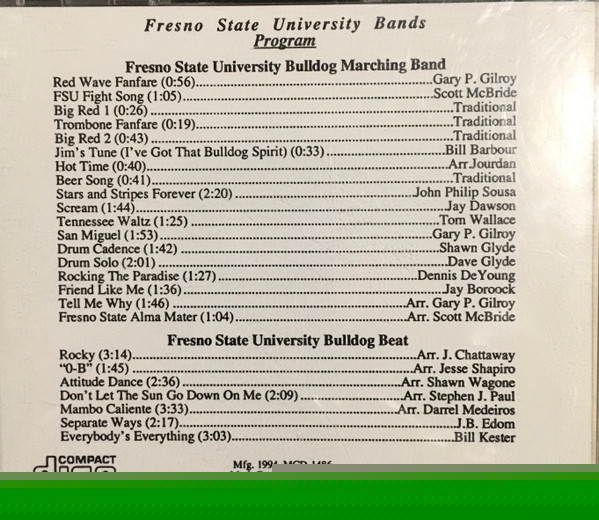 Fresno State University Bands
Program
Fresno State University Bulldog Marching Band
Red Wave Fanfare (0:56)..........Gary P. Gilroy
FSU Fight Song (1:05)..........Scott McBride
Big Red 1 (0:26)..........Traditional
Trombone Fanfare (0:19)..........Traditional
Big Red 2 (0:43)..........Traditional
Jim's Tune (I've Got That Bulldog Spirit) (0:33)..........Bill Barbour
Hot Time (0:40)..........Arr.Jourdan
Beer Song (0:41)..........Traditional
Stars and Stripes Forever (2:20)..........John Philip Sousa
Scream (1:44)..........Jay Dawson
Tennessee Waltz (1:25)..........Tom Wallace
San Miguel (1:53)..........Gary P. Gilroy
Drum Cadence (1:42)..........Shawn Glyde
Drum Solo (2:01)..........Dave Glyde
Rocking The Paradise (1:27)..........Dennis DeYoung
Friend Like Me (1:36)..........Jay Boroock
Tell Me Why (1:46)..........Arr. Gary P. Gilroy
Fresno State Alma Mater (1:04)..........Arr. Scott McBride
Fresno State University Bulldog Beat
Rocky (3:14)..........Arr. J. Chattaway
"0-B" (1:45)..........Arr. Jesse Shapiro
Attitude Dance (2:36)..........Arr. Shawn Wagone
Don't Let The Sun Go Down On Me (2:09)..........Arr. Stephen J. Paul
Mambo Caliente (3:33)..........Arr. Darrel Medeiros
Separate Ways (2:17)..........J.B. Edom
Everybody's Everything (3:03)..........Bill Kester
COMPACT
Mfg.